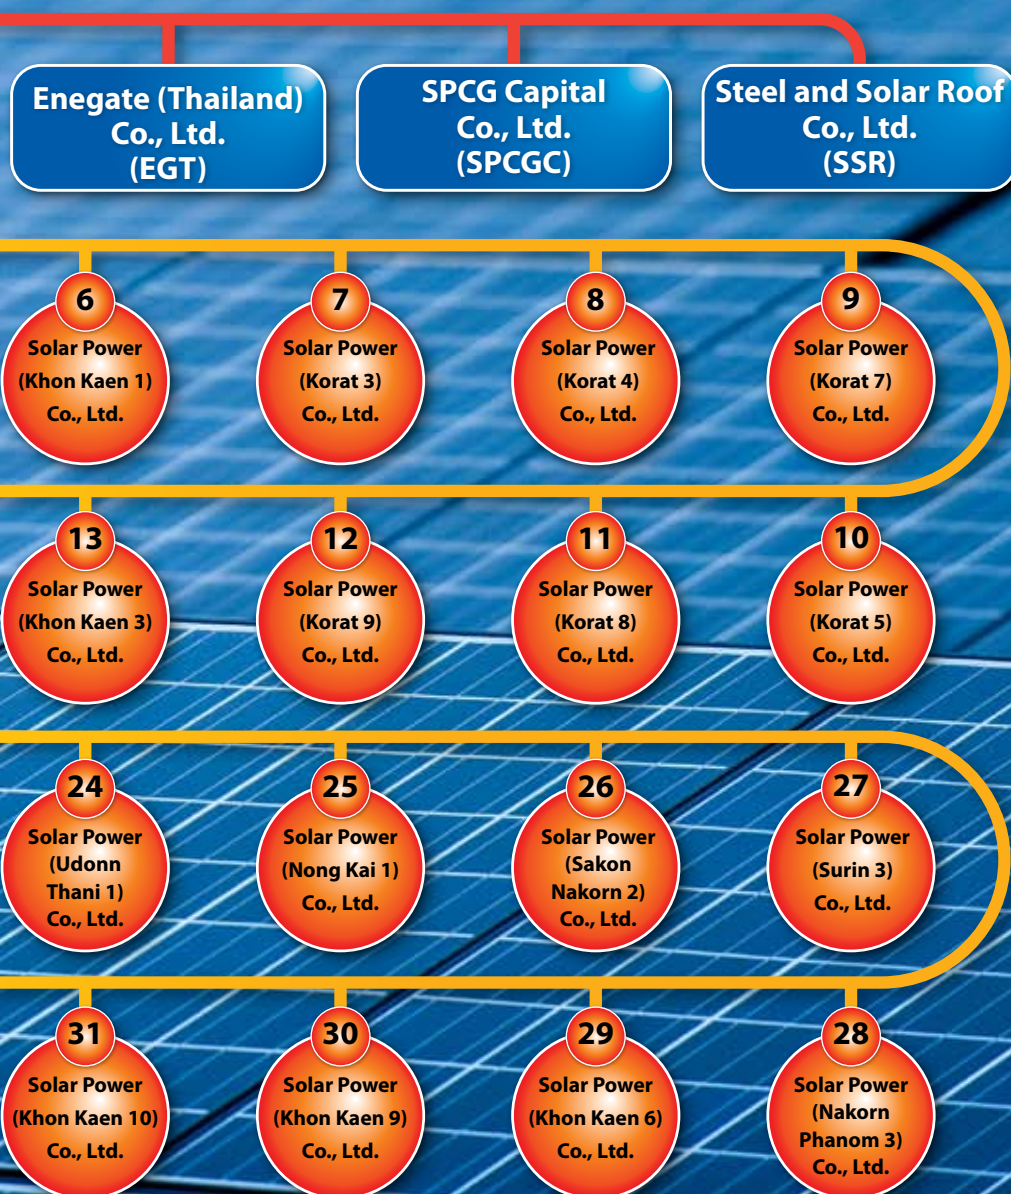 Enegate (Thailand)
Co., Ltd.
(EGT)
SPCG Capital
Co., Ltd.
(SPCGC)
Steel and Solar Roof
Co., Ltd.
(SSR)
6
Solar Power
(Khon Kaen 1)
Co., Ltd.
7
Solar Power
(Korat 3)
Co., Ltd.
8
Solar Power
(Korat 4)
Co., Ltd.
9
Solar Power
(Korat 7)
Co., Ltd.
13
Solar Power
(Khon Kaen 3)
Co., Ltd.
12
Solar Power
(Korat 9)
Co., Ltd.
11
Solar Power
(Korat 8)
Co., Ltd.
10
Solar Power
(Korat 5)
Co., Ltd.
24
Solar Power
(Udonn
Thani 1)
Co., Ltd.
25
Solar Power
(Nong Kai 1)
Co., Ltd.
26
Solar Power
(Sakon
Nakorn 2)
Co., Ltd.
27
Solar Power
(Surin 3)
Co., Ltd.
31
Solar Power
(Khon Kaen 10)
Co., Ltd.
30
Solar Power
(Khon Kaen 9)
Co., Ltd.
29
Solar Power
(Khon Kaen 6)
Co., Ltd.
28
Solar Power
(Nakorn
Phanom 3)
Co., Ltd.